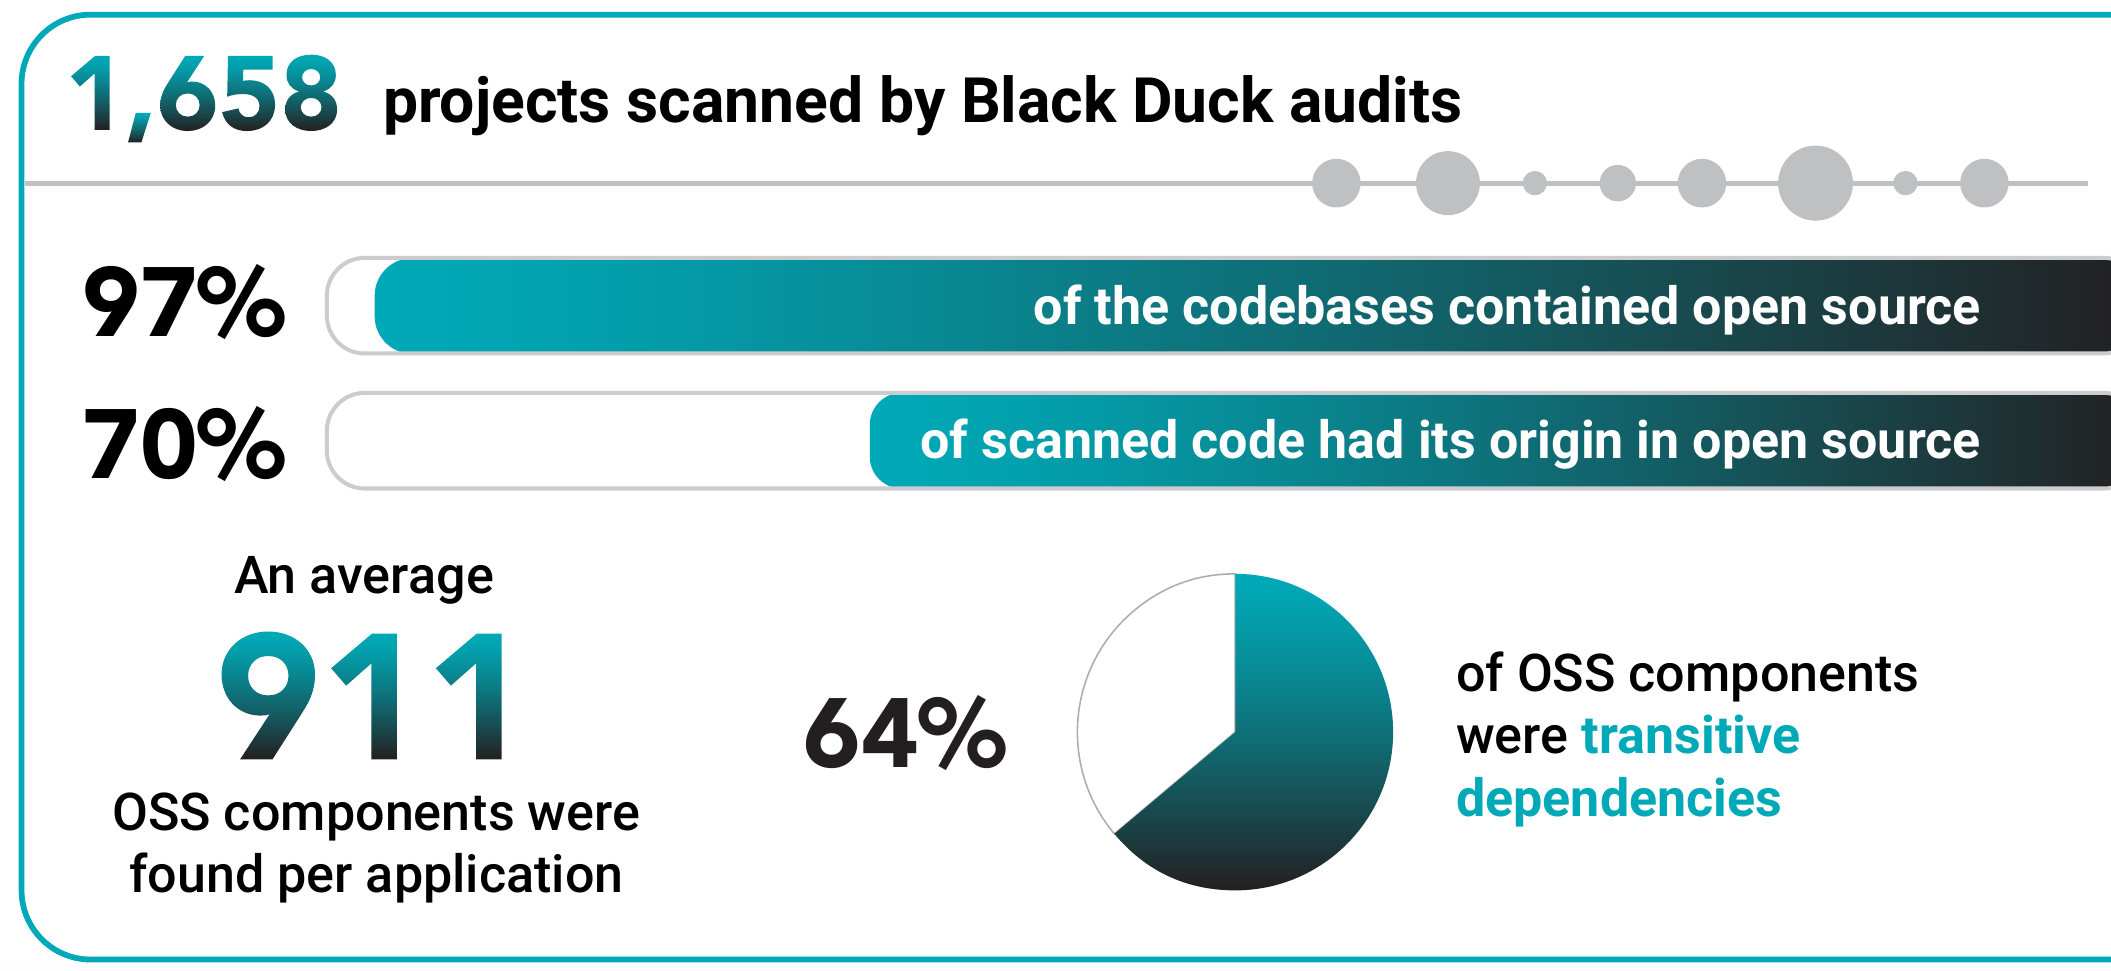 1,658 projects scanned by Black Duck audits
97% of the codebases contained open source
70% of scanned code had its origin in open source
An average
911
OSS components were
found per application
64%
of OSS components
were transitive
dependencies